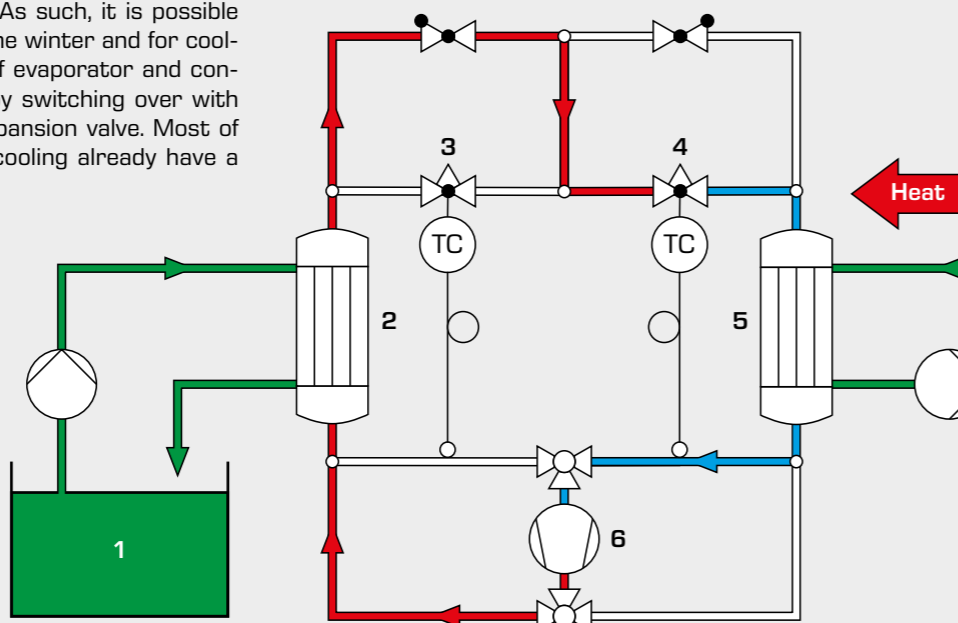 As such, it is possible
ne winter and for cool-
f evaporator and con-
y switching over with
pansion valve. Most of
cooling already have a
3
4
Heat
TC
TC
2
5
6
1